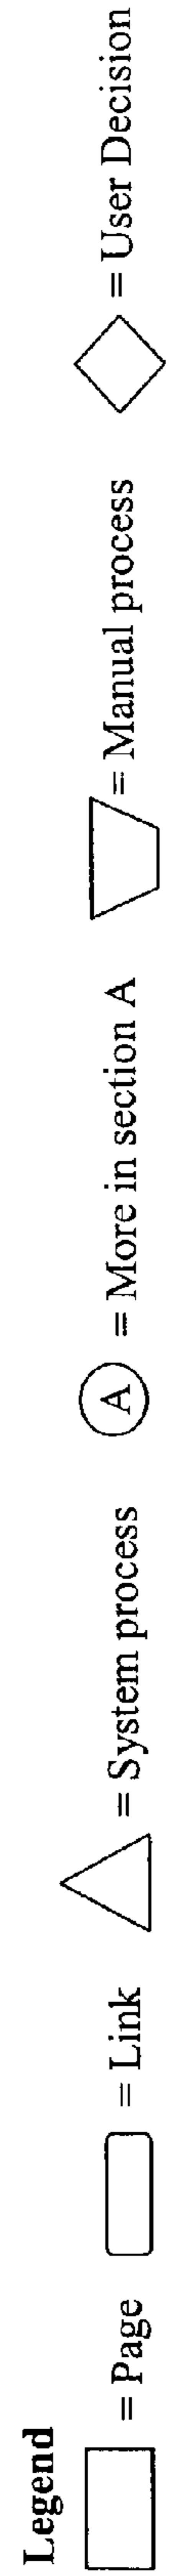 Legend
= Page = Link = System process A = More in section A = Manual process = User Decision